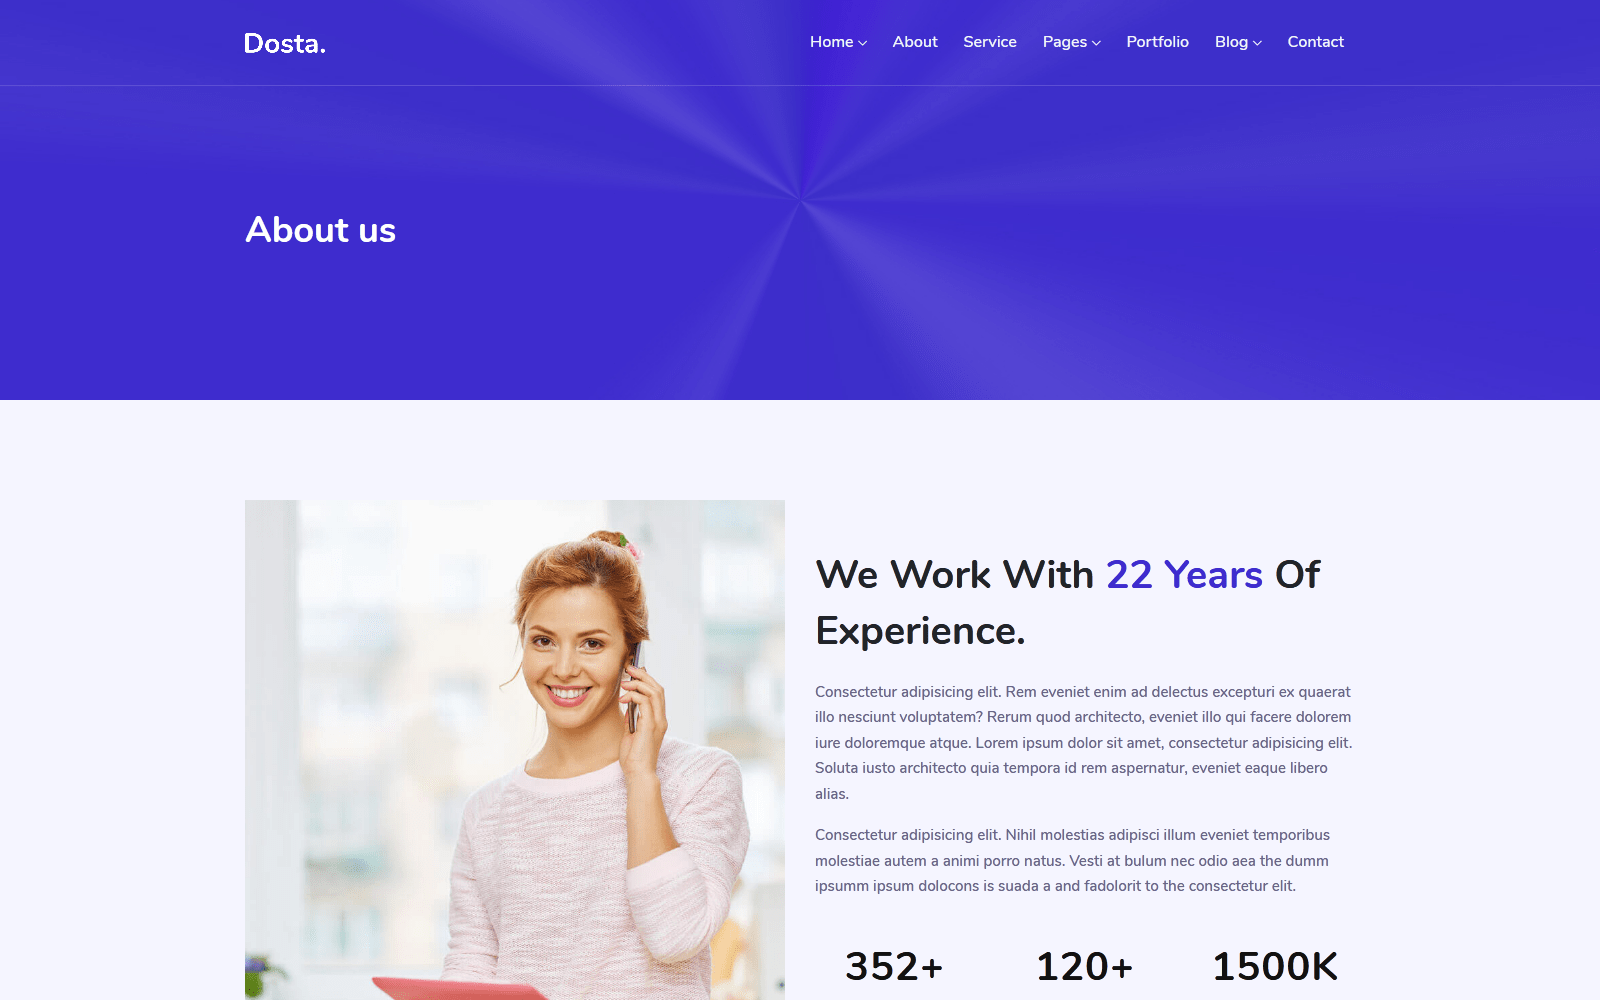 Dosta.
Home About Service Pages Portfolio Blog Contact
About us
We Work With 22 Years Of
Experience.
Consectetur adipisicing elit. Rem eveniet enim ad delectus excepturi ex quaerat
illo nesciunt voluptatem? Rerum quod architecto, eveniet illo qui facere dolorem
iure doloremque atque. Lorem ipsum dolor sit amet, consectetur adipisicing elit.
Soluta iusto architecto quia tempora id rem aspernatur, eveniet eaque libero
alias.
Consectetur adipisicing elit. Nihil molestias adipisci illum eveniet temporibus
molestiae autem a animi porro natus. Vesti at bulum nec odio aea the dumm
ipsumm ipsum dolocons is suada a and fadolorit to the consectetur elit.
352+ 120+ 1500K